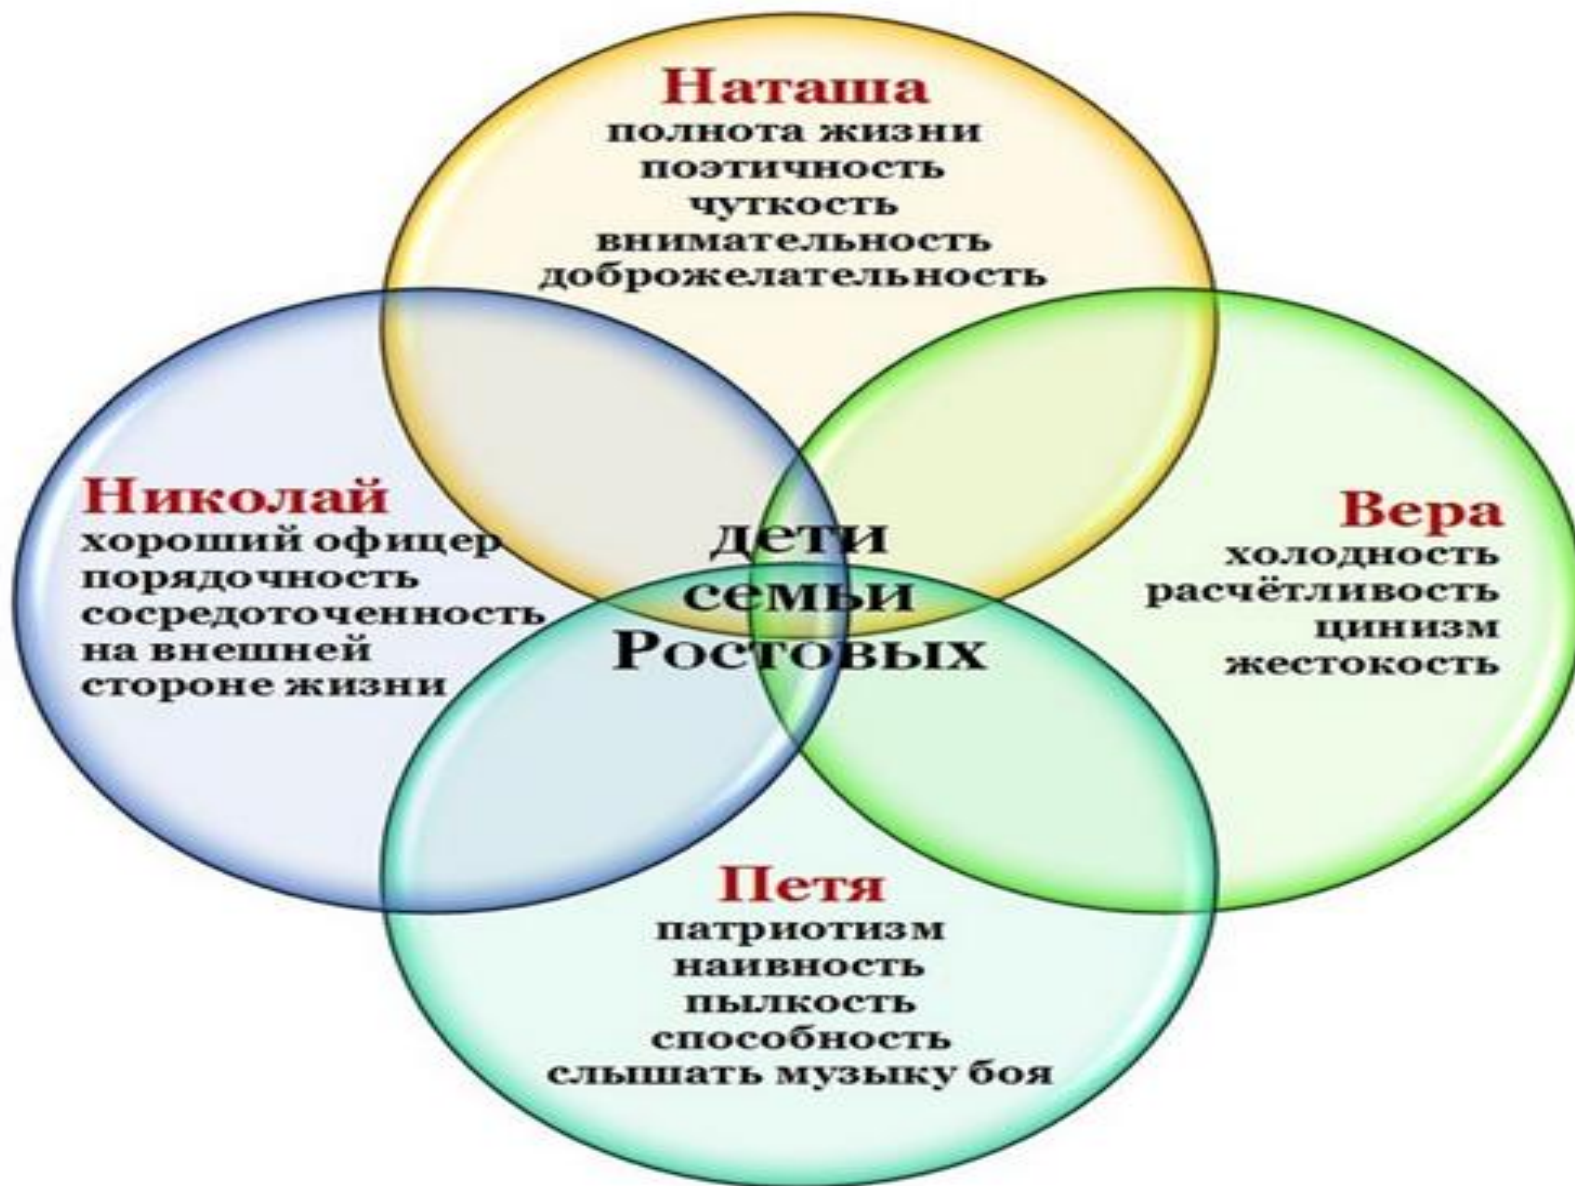 Наташа
полнота жизни
поэтичность
чуткость
внимательность
доброжелательность
Николай
хороший офицер
порядочность
сосредоточенность
на внешней
стороне жизни
дети
семьи
Ростовых
Вера
холодность
расчётливость
цинизм
жестокость
Петя
патриотизм
наивность
пылкость
способность
слышать музыку боя